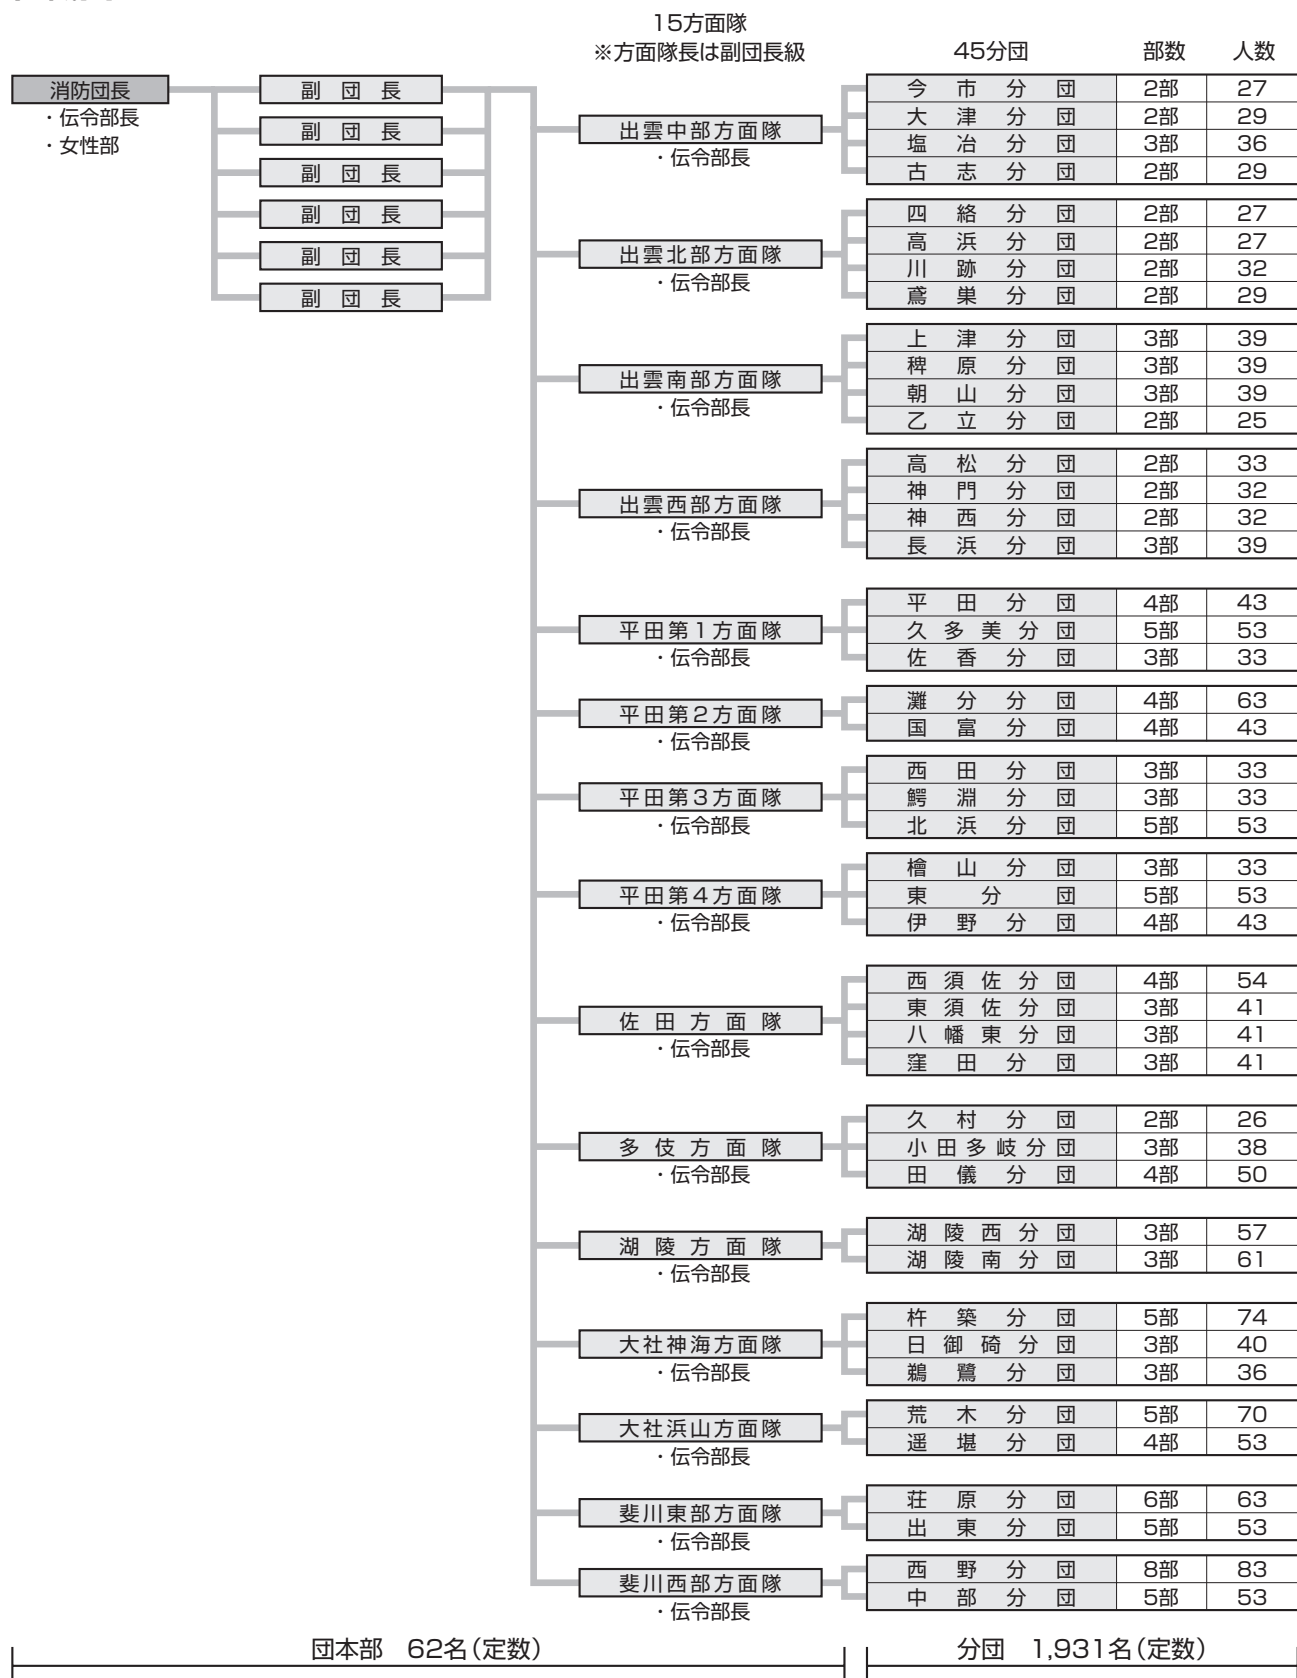 15方面隊
※方面隊長は副団長級
45分団 部数 人数
消防団長
・伝令部長
・女性部
副団長
副団長
副団長
副団長
副団長
副団長
出雲中部方面隊
・伝令部長
今市分団 2部 27
大津分団 2部 29
塩冶分団 3部 36
古志分団 2部 29
出雲北部方面隊
・伝令部長
四絡分団 2部 27
高浜分団 2部 27
川跡分団 2部 32
鳶巣分団 2部 29
出雲南部方面隊
・伝令部長
上津分団 3部 39
稗原分団 3部 39
朝山分団 3部 39
乙立分団 2部 25
出雲西部方面隊
・伝令部長
高松分団 2部 33
神門分団 2部 32
神西分団 2部 32
長浜分団 3部 39
平田第1方面隊
・伝令部長
平田分団 4部 43
久多美分団 5部 53
佐香分団 3部 33
平田第2方面隊
・伝令部長
灘分分団 4部 63
国富分団 4部 43
平田第3方面隊
・伝令部長
西田分団 3部 33
鰐淵分団 3部 33
北浜分団 5部 53
平田第4方面隊
・伝令部長
檜山分団 3部 33
東分団 5部 53
伊野分団 4部 43
佐田方面隊
・伝令部長
西須佐分団 4部 54
東須佐分団 3部 41
八幡東分団 3部 41
窪田分団 3部 41
多伎方面隊
・伝令部長
久村分団 2部 26
小田多岐分団 3部 38
田儀分団 4部 50
湖陵方面隊
・伝令部長
湖陵西分団 3部 57
湖陵南分団 3部 61
大社神海方面隊
・伝令部長
杵築分団 5部 74
日御碕分団 3部 40
鵜鷺分団 3部 36
大社浜山方面隊
・伝令部長
荒木分団 5部 70
遥堪分団 4部 53
斐川東部方面隊
・伝令部長
荘原分団 6部 63
出東分団 5部 53
斐川西部方面隊
・伝令部長
西野分団 8部 83
中部分団 5部 53
団本部 62名(定数)
分団 1,931名(定数)